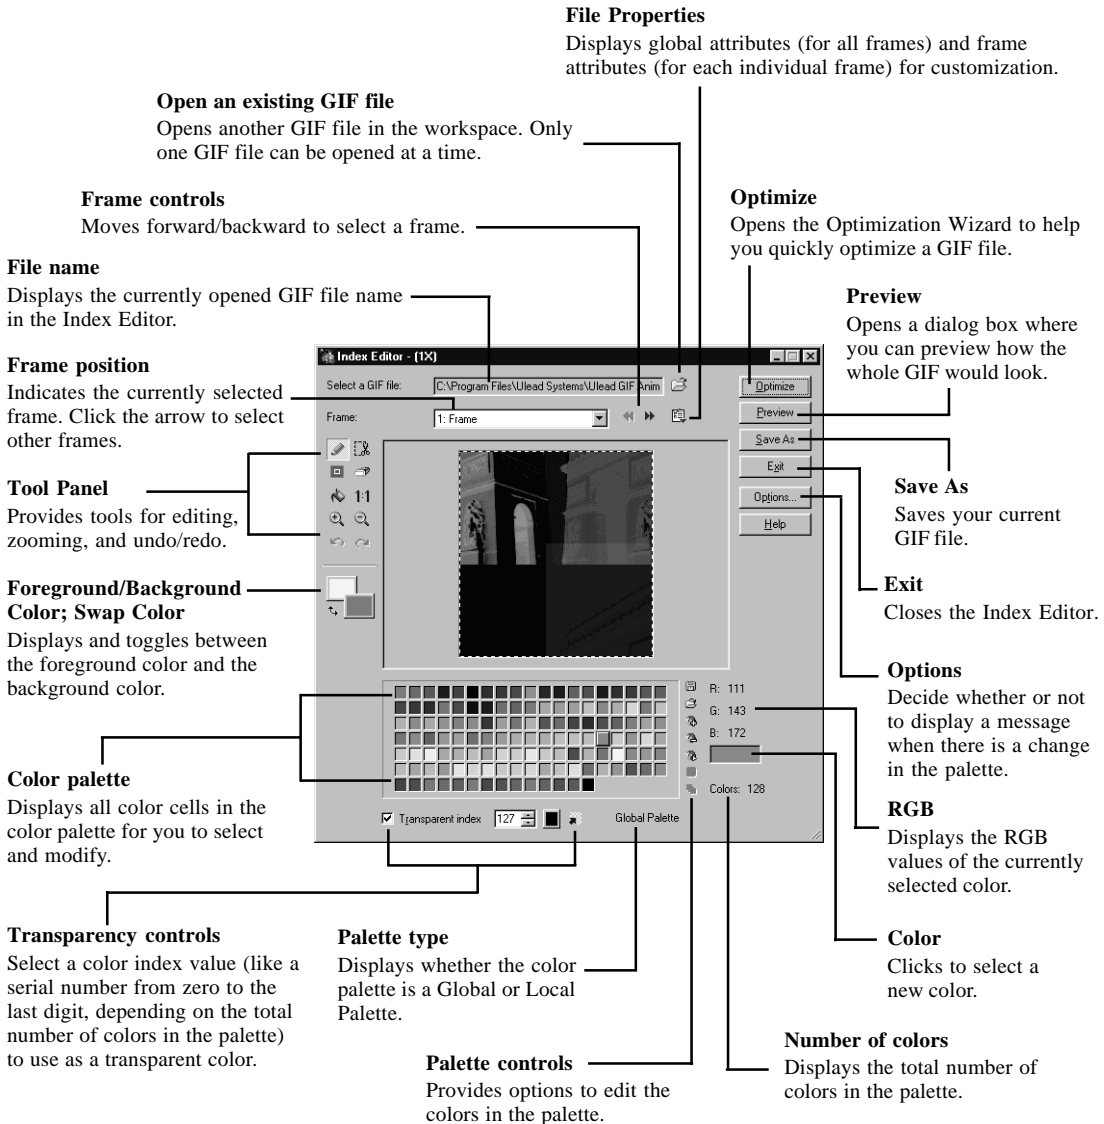 File Properties
Displays global attributes (for all frames) and frame
attributes (for each individual frame) for customization.
Open an existing GIF file
Opens another GIF file in the workspace. Only
one GIF file can be opened at a time.
Frame controls
Moves forward/backward to select a frame.
Optimize
Opens the Optimization Wizard to help
you quickly optimize a GIF file.
File name
Displays the currently opened GIF file name
in the Index Editor.
Preview
Opens a dialog box where
you can preview how the
whole GIF would look.
Frame position
Indicates the currently selected
frame. Click the arrow to select
other frames.
Tool Panel
Provides tools for editing,
zooming, and undo/redo.
Foreground/Background
Color; Swap Color
Displays and toggles between
the foreground color and the
background color.
Color palette
Displays all color cells in the
color palette for you to select
and modify.
Index Editor - (1X)
Select a GIF file:
C:\Program Files\Ulead Systems\Ulead GIF Anim
Frame:
1: Frame
1:1
Optimize
Preview
Save As
Exit
Options...
Help
R: 111
G: 143
B: 172
Colors: 128
Transparent index
127
Global Palette
Save As
Saves your current
GIF file.
Exit
Closes the Index Editor.
Options
Decide whether or not
to display a message
when there is a change
in the palette.
RGB
Displays the RGB
values of the currently
selected color.
Color
Clicks to select a
new color.
Transparency controls
Select a color index value (like a
serial number from zero to the
last digit, depending on the total
number of colors in the palette)
to use as a transparent color.
Palette type
Displays whether the color
palette is a Global or Local
Palette.
Palette controls
Provides options to edit the
colors in the palette.
Number of colors
Displays the total number of
colors in the palette.